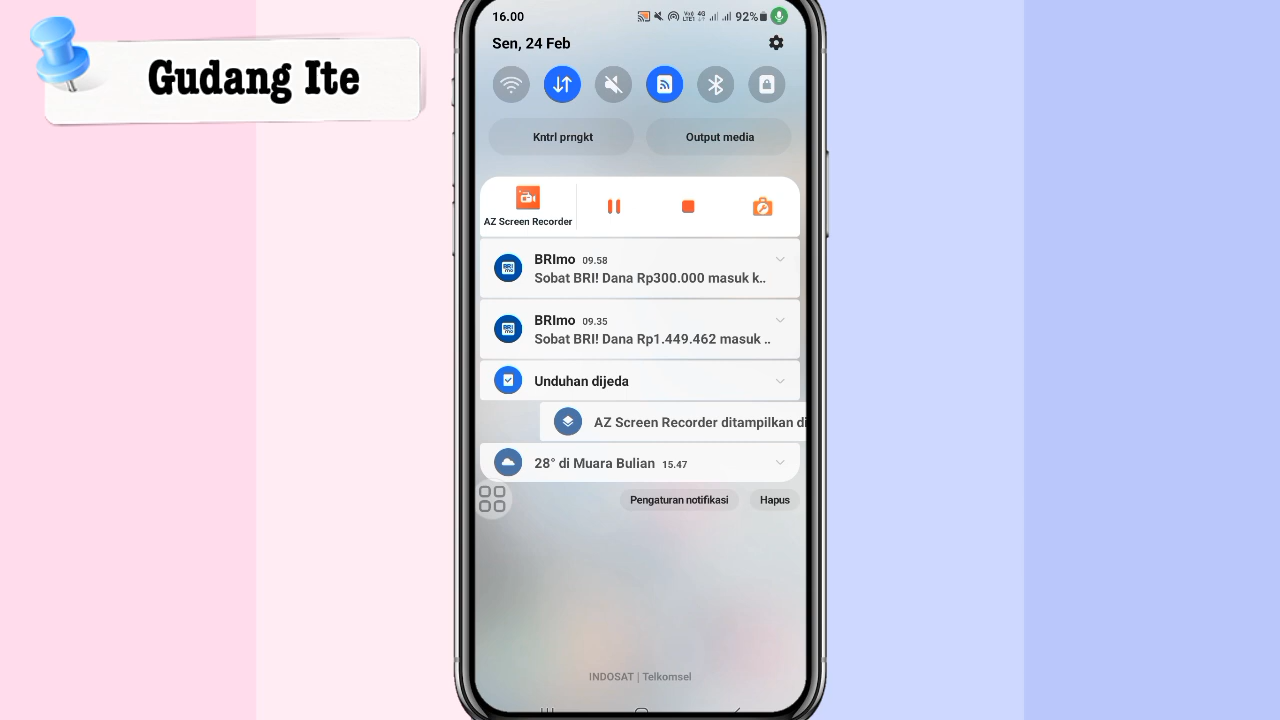 Gudang Ite
16.00
92%
Sen, 24 Feb
Kntrl prngkt
Output media
AZ Screen Recorder
BRImo 09.58
Sobat BRI! Dana Rp300.000 masuk k..
BRImo 09.35
Sobat BRI! Dana Rp1.449.462 masuk ..
Unduhan dijeda
AZ Screen Recorder ditampilkan di
28° di Muara Bulian 15.47
Pengaturan notifikasi
Hapus
INDOSAT | Telkomsel